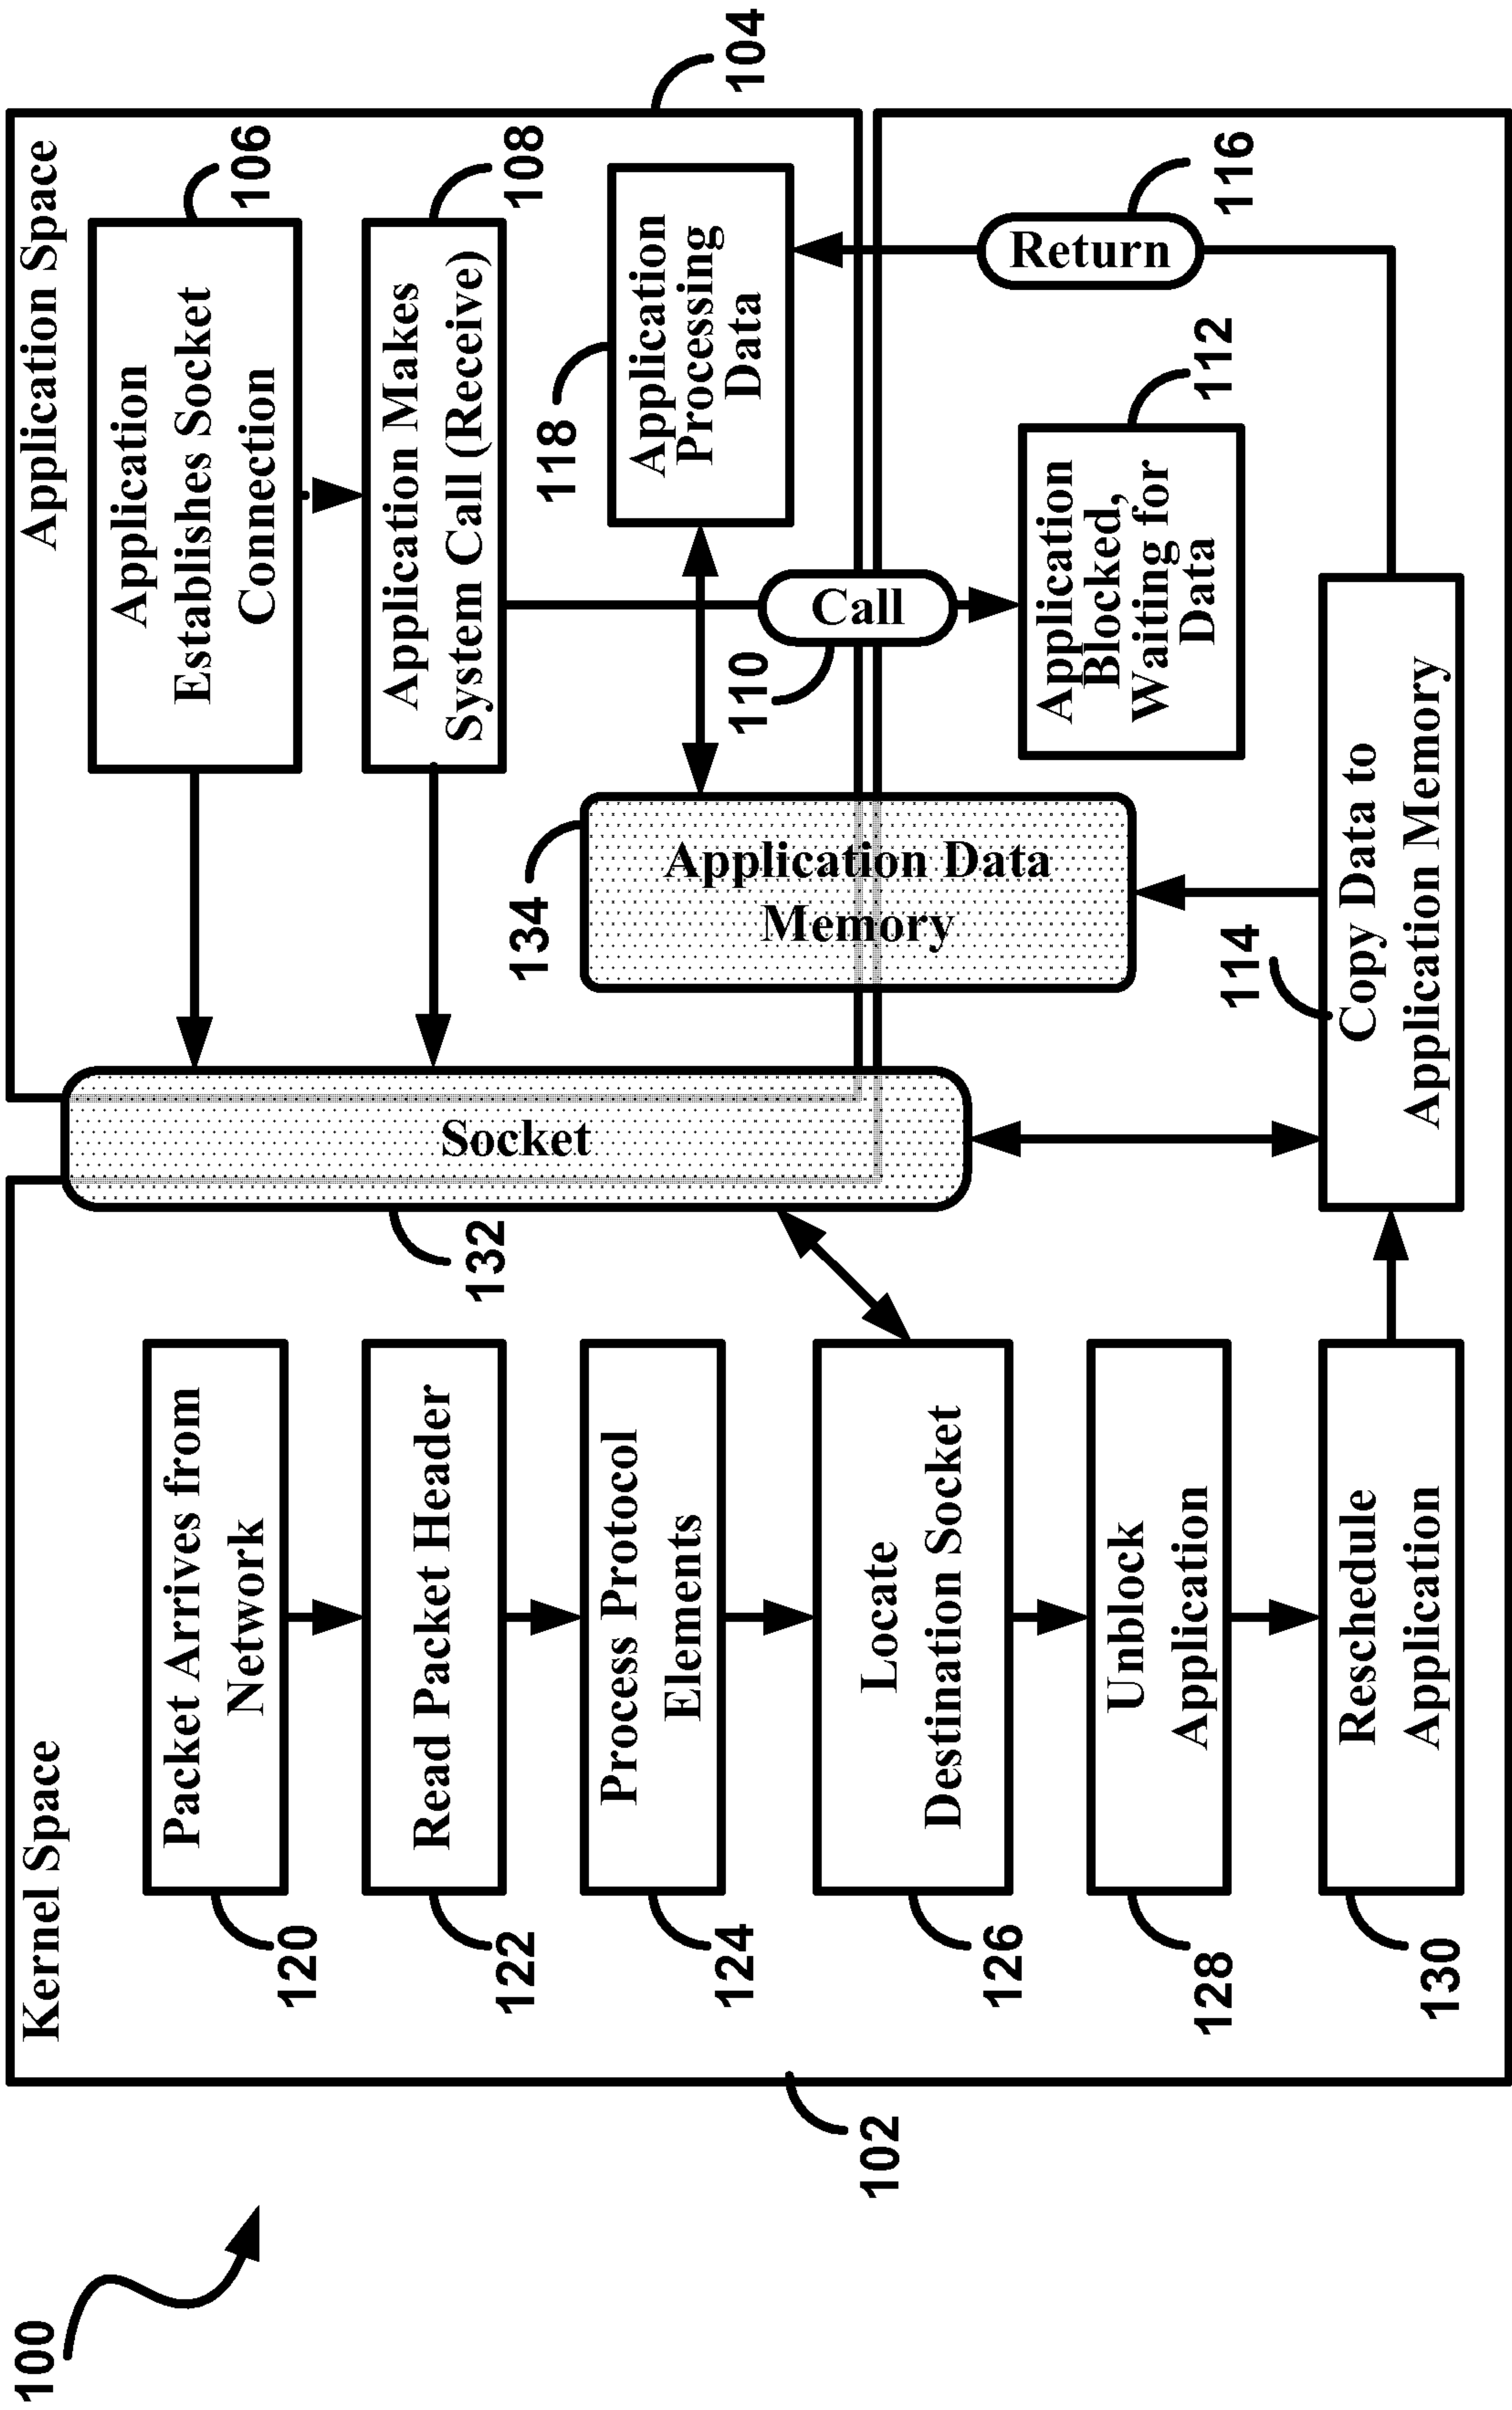 100
102
Kernel Space
120
Packet Arrives from
Network
122
Read Packet Header
124
Process Protocol
Elements
126
Locate
Destination Socket
128
Unblock
Application
130
Reschedule
Application
132
Socket
Application Space
104
106
Application
Establishes Socket
Connection
108
Application Makes
System Call (Receive)
118
Application
Processing
Data
110
Call
134
Application Data
Memory
116
Return
112
Application
Blocked,
Waiting for
Data
114
Copy Data to
Application Memory